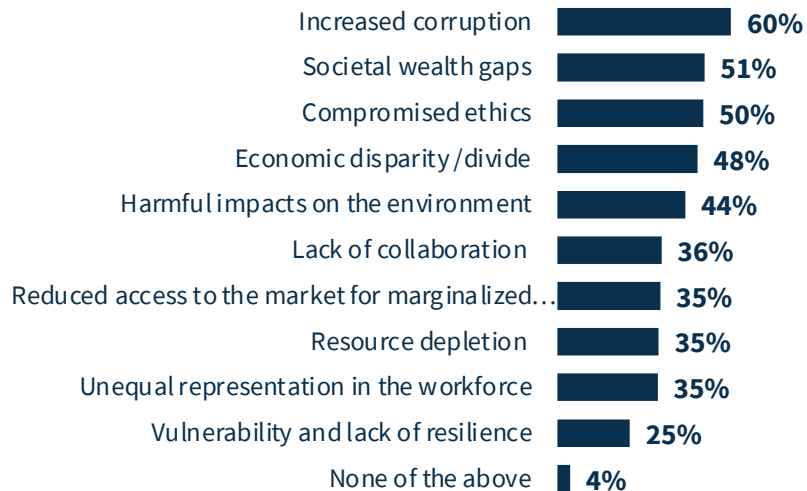 Increased corruption 60%
Societal wealth gaps 51%
Compromised ethics 50%
Economic disparity/divide 48%
Harmful impacts on the environment 44%
Lack of collaboration 36%
Reduced access to the market for marginalized… 35%
Resource depletion 35%
Unequal representation in the workforce 35%
Vulnerability and lack of resilience 25%
None of the above 4%